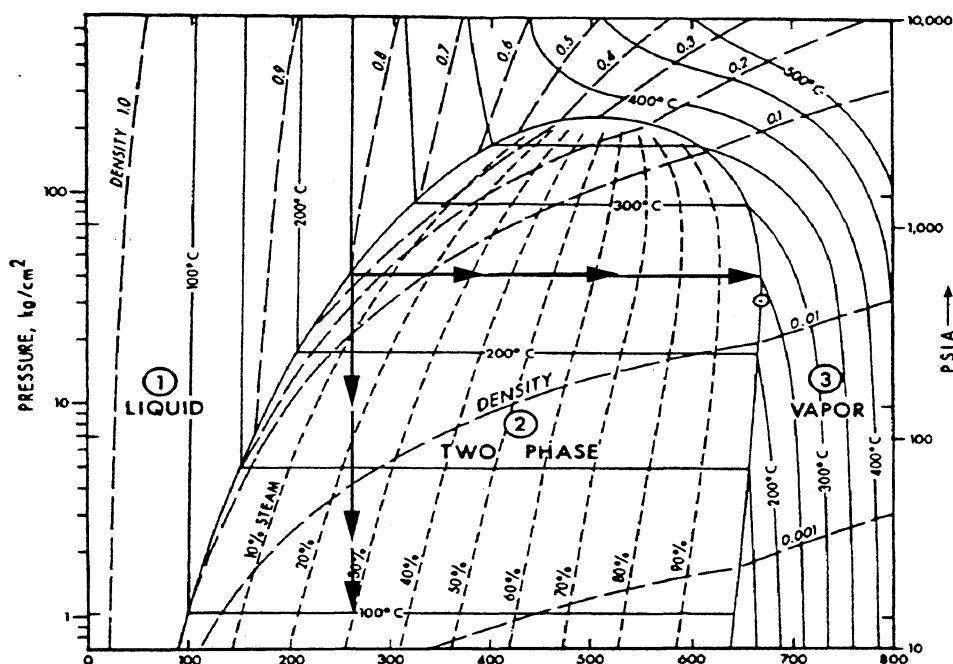 10,000
0.9
0.8
0.7
0.6
0.5
0.4
0.3
0.2
500°C
DENSITY 1.0
200°C
400°C
0.1
100
100°C
300°C
1,000
PRESSURE, kg/cm²
PSIA
0.01
200°C
① LIQUID
DENSITY
③ VAPOR
10
② TWO PHASE
100
200°C
300°C
400°C
10% STEAM
20%
30%
40%
50%
60%
70%
80%
90%
0.001
1
100°C
10
0
100
200
300
400
500
600
700
800